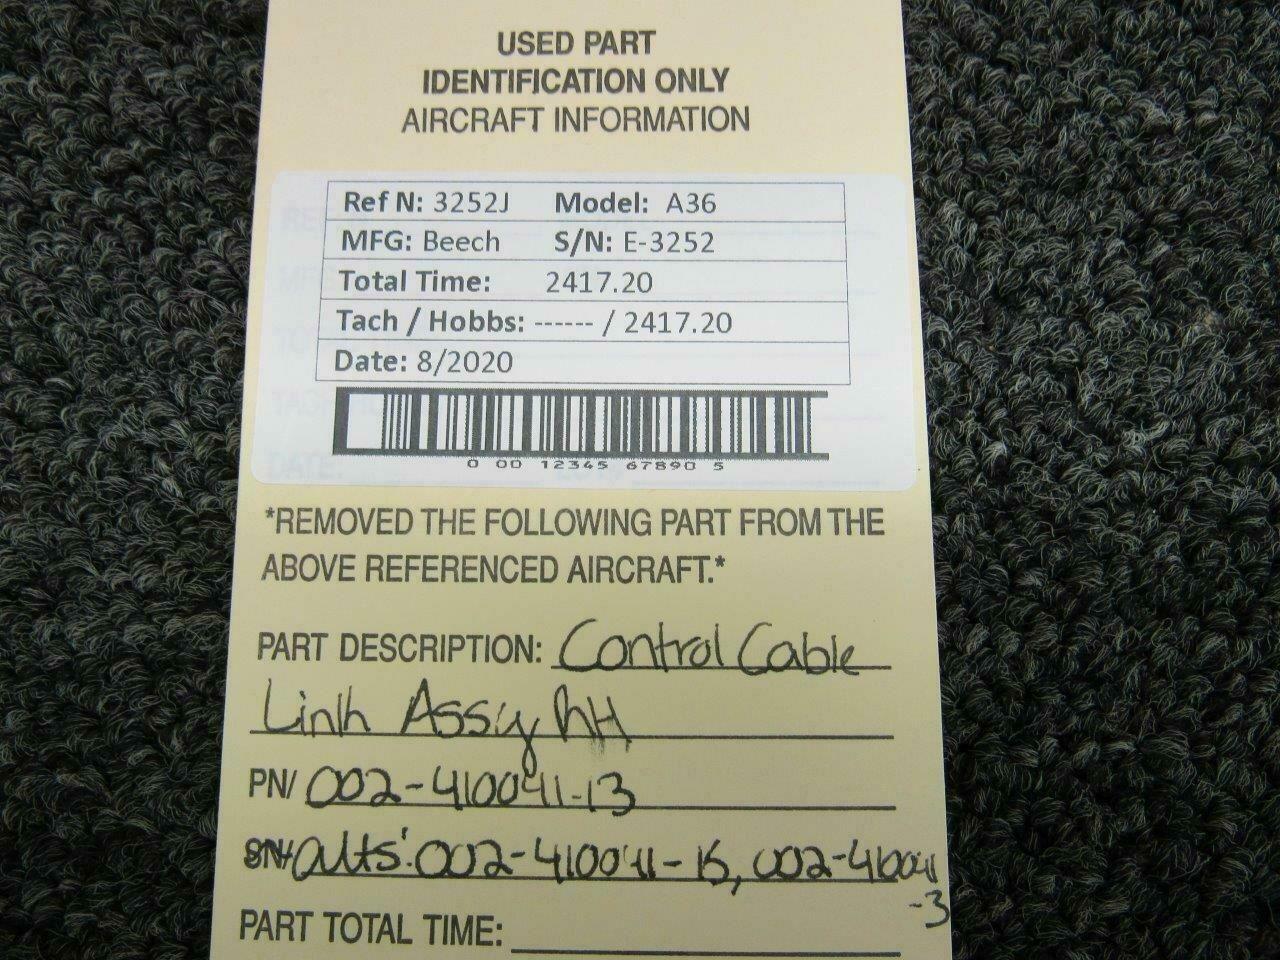 USED PART
IDENTIFICATION ONLY
AIRCRAFT INFORMATION
Ref N: 3252J Model: A36
MFG: Beech S/N: E-3252
Total Time: 2417.20
Tach / Hobbs: ------ / 2417.20
Date: 8/2020
0 00 12345 67890 5
*REMOVED THE FOLLOWING PART FROM THE
ABOVE REFERENCED AIRCRAFT.*
PART DESCRIPTION: Control Cable
Link Assy RH
PN/ 002-410041-13
SN/ alts: 002-410041-15, 002-410041
-3
PART TOTAL TIME: